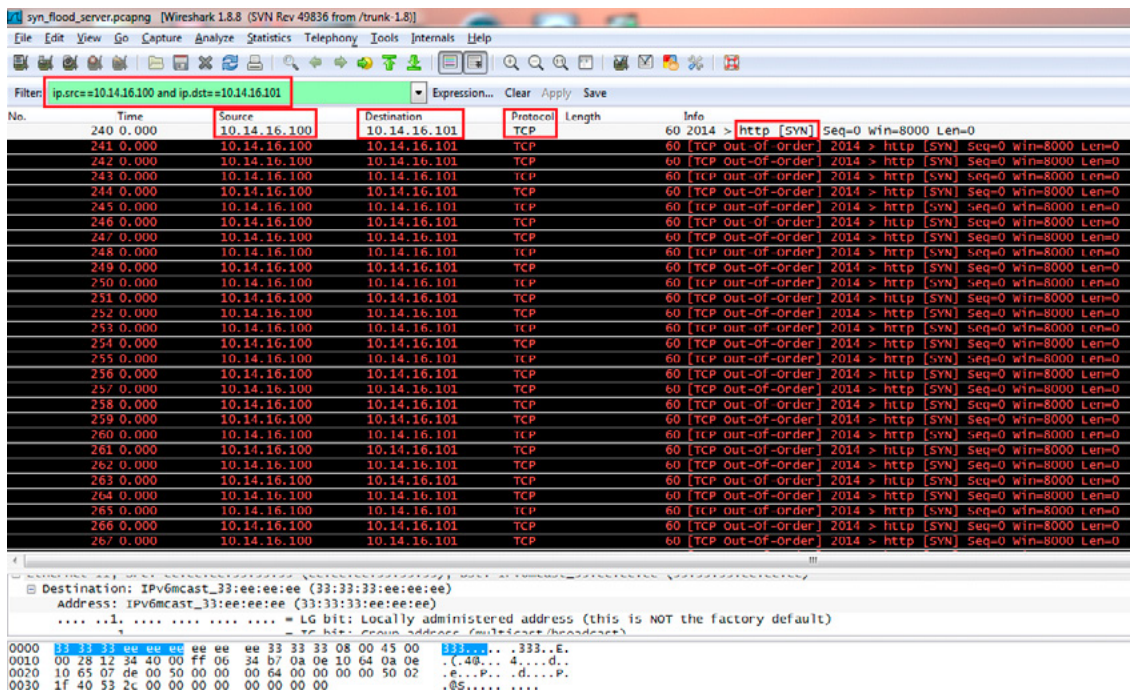 syn_flood_server.pcapng [Wireshark 1.8.8 (SVN Rev 49836 from /trunk-1.8)]
File Edit View Go Capture Analyze Statistics Telephony Tools Internals Help
Filter: ip.src==10.14.16.100 and ip.dst==10.14.16.101 Expression... Clear Apply Save
No. Time Source Destination Protocol Length Info
240 0.000 10.14.16.100 10.14.16.101 TCP 60 2014 > http [SYN] Seq=0 Win=8000 Len=0
241 0.000 10.14.16.100 10.14.16.101 TCP 60 [TCP Out-Of-Order] 2014 > http [SYN] Seq=0 Win=8000 Len=0
242 0.000 10.14.16.100 10.14.16.101 TCP 60 [TCP Out-Of-Order] 2014 > http [SYN] Seq=0 Win=8000 Len=0
243 0.000 10.14.16.100 10.14.16.101 TCP 60 [TCP Out-Of-Order] 2014 > http [SYN] Seq=0 Win=8000 Len=0
244 0.000 10.14.16.100 10.14.16.101 TCP 60 [TCP Out-Of-Order] 2014 > http [SYN] Seq=0 Win=8000 Len=0
245 0.000 10.14.16.100 10.14.16.101 TCP 60 [TCP Out-Of-Order] 2014 > http [SYN] Seq=0 Win=8000 Len=0
246 0.000 10.14.16.100 10.14.16.101 TCP 60 [TCP Out-Of-Order] 2014 > http [SYN] Seq=0 Win=8000 Len=0
247 0.000 10.14.16.100 10.14.16.101 TCP 60 [TCP Out-Of-Order] 2014 > http [SYN] Seq=0 Win=8000 Len=0
248 0.000 10.14.16.100 10.14.16.101 TCP 60 [TCP Out-Of-Order] 2014 > http [SYN] Seq=0 Win=8000 Len=0
249 0.000 10.14.16.100 10.14.16.101 TCP 60 [TCP Out-Of-Order] 2014 > http [SYN] Seq=0 Win=8000 Len=0
250 0.000 10.14.16.100 10.14.16.101 TCP 60 [TCP Out-Of-Order] 2014 > http [SYN] Seq=0 Win=8000 Len=0
251 0.000 10.14.16.100 10.14.16.101 TCP 60 [TCP Out-Of-Order] 2014 > http [SYN] Seq=0 Win=8000 Len=0
252 0.000 10.14.16.100 10.14.16.101 TCP 60 [TCP Out-Of-Order] 2014 > http [SYN] Seq=0 Win=8000 Len=0
253 0.000 10.14.16.100 10.14.16.101 TCP 60 [TCP Out-Of-Order] 2014 > http [SYN] Seq=0 Win=8000 Len=0
254 0.000 10.14.16.100 10.14.16.101 TCP 60 [TCP Out-Of-Order] 2014 > http [SYN] Seq=0 Win=8000 Len=0
255 0.000 10.14.16.100 10.14.16.101 TCP 60 [TCP Out-Of-Order] 2014 > http [SYN] Seq=0 Win=8000 Len=0
256 0.000 10.14.16.100 10.14.16.101 TCP 60 [TCP Out-Of-Order] 2014 > http [SYN] Seq=0 Win=8000 Len=0
257 0.000 10.14.16.100 10.14.16.101 TCP 60 [TCP Out-Of-Order] 2014 > http [SYN] Seq=0 Win=8000 Len=0
258 0.000 10.14.16.100 10.14.16.101 TCP 60 [TCP Out-Of-Order] 2014 > http [SYN] Seq=0 Win=8000 Len=0
259 0.000 10.14.16.100 10.14.16.101 TCP 60 [TCP Out-Of-Order] 2014 > http [SYN] Seq=0 Win=8000 Len=0
260 0.000 10.14.16.100 10.14.16.101 TCP 60 [TCP Out-Of-Order] 2014 > http [SYN] Seq=0 Win=8000 Len=0
261 0.000 10.14.16.100 10.14.16.101 TCP 60 [TCP Out-Of-Order] 2014 > http [SYN] Seq=0 Win=8000 Len=0
262 0.000 10.14.16.100 10.14.16.101 TCP 60 [TCP Out-Of-Order] 2014 > http [SYN] Seq=0 Win=8000 Len=0
263 0.000 10.14.16.100 10.14.16.101 TCP 60 [TCP Out-Of-Order] 2014 > http [SYN] Seq=0 Win=8000 Len=0
264 0.000 10.14.16.100 10.14.16.101 TCP 60 [TCP Out-Of-Order] 2014 > http [SYN] Seq=0 Win=8000 Len=0
265 0.000 10.14.16.100 10.14.16.101 TCP 60 [TCP Out-Of-Order] 2014 > http [SYN] Seq=0 Win=8000 Len=0
266 0.000 10.14.16.100 10.14.16.101 TCP 60 [TCP Out-Of-Order] 2014 > http [SYN] Seq=0 Win=8000 Len=0
267 0.000 10.14.16.100 10.14.16.101 TCP 60 [TCP Out-Of-Order] 2014 > http [SYN] Seq=0 Win=8000 Len=0
Destination: IPv6mcast_33:ee:ee:ee (33:33:33:ee:ee:ee)
Address: IPv6mcast_33:ee:ee:ee (33:33:33:ee:ee:ee)
.... ..1. .... .... .... .... = LG bit: Locally administered address (this is NOT the factory default)
0000 33 33 33 ee ee ee ee ee ee 33 33 33 08 00 45 00 333..... .333..E.
0010 00 28 12 34 40 00 ff 06 34 b7 0a 0e 10 64 0a 0e .(.4@... 4....d..
0020 10 65 07 de 00 50 00 00 00 64 00 00 00 00 50 02 .e...P.. .d....P.
0030 1f 40 53 2c 00 00 00 00 00 00 00 00 .@S,.... ....